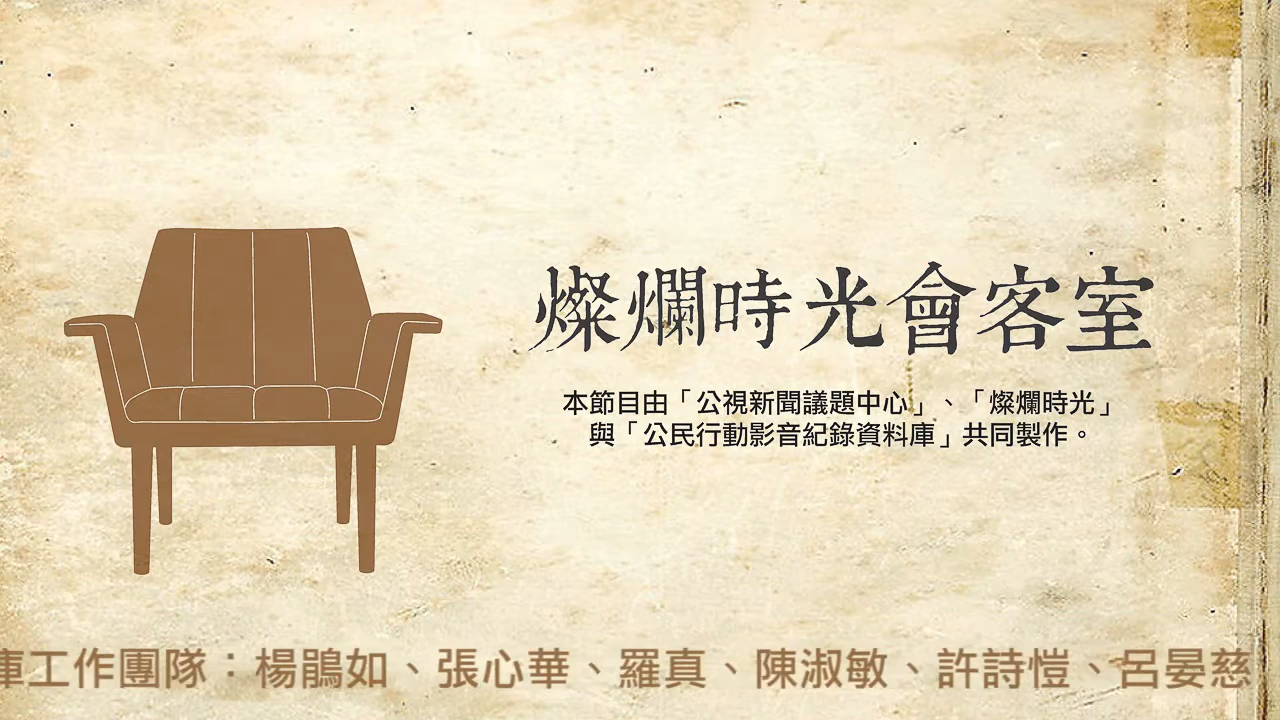 燦爛時光會客室
本節目由「公視新聞議題中心」、「燦爛時光」
與「公民行動影音紀錄資料庫」共同製作。
庫工作團隊：楊鵑如、張心華、羅真、陳淑敏、許詩愷、呂晏慈